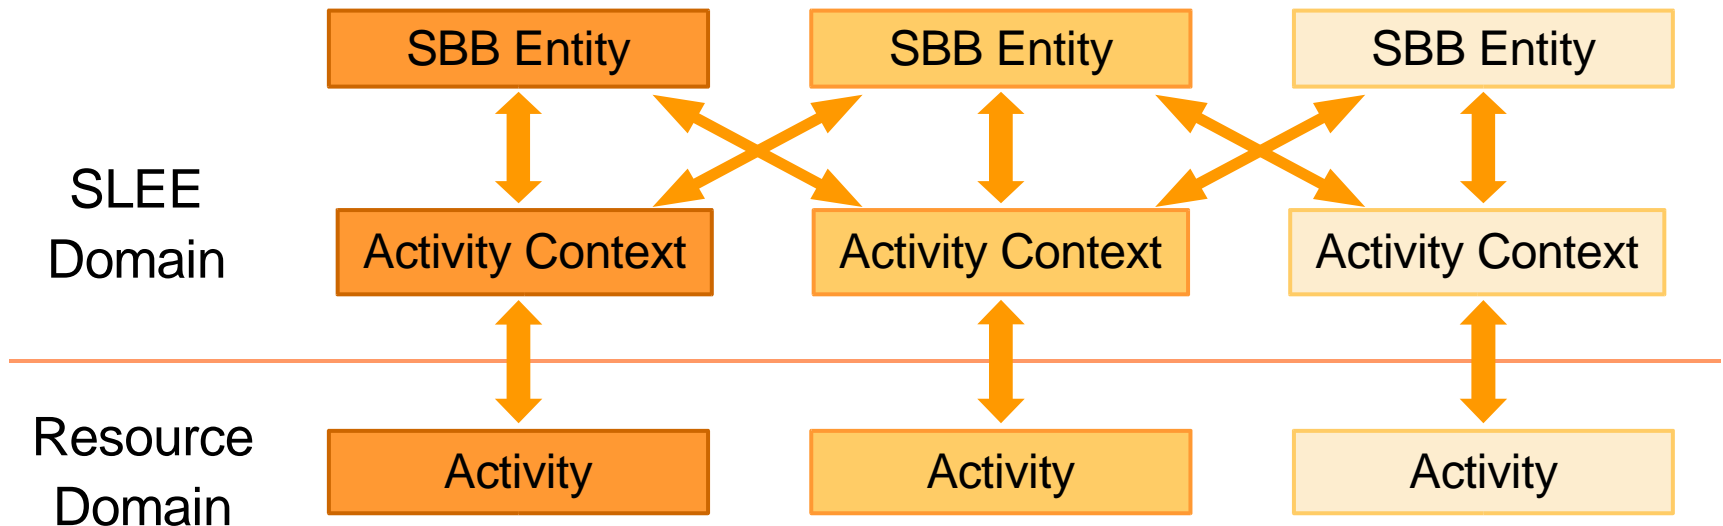 SBB Entity
SBB Entity
SBB Entity
SLEE
Domain
Activity Context
Activity Context
Activity Context
Resource
Domain
Activity
Activity
Activity